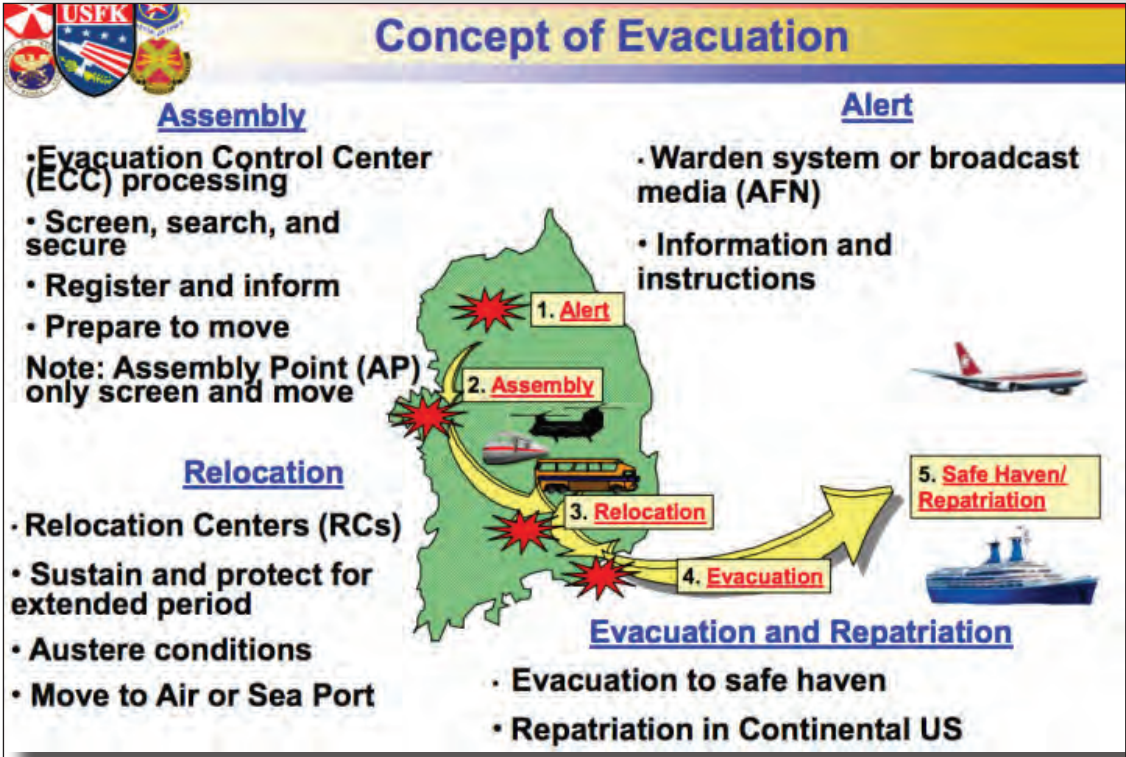 USFK
Concept of Evacuation
Assembly
•Evacuation Control Center
(ECC) processing
• Screen, search, and
secure
• Register and inform
• Prepare to move
Note: Assembly Point (AP)
only screen and move
Alert
· Warden system or broadcast
media (AFN)
• Information and
instructions
1. Alert
2. Assembly
3. Relocation
4. Evacuation
5. Safe Haven/
Repatriation
Relocation
· Relocation Centers (RCs)
• Sustain and protect for
extended period
• Austere conditions
• Move to Air or Sea Port
Evacuation and Repatriation
· Evacuation to safe haven
• Repatriation in Continental US